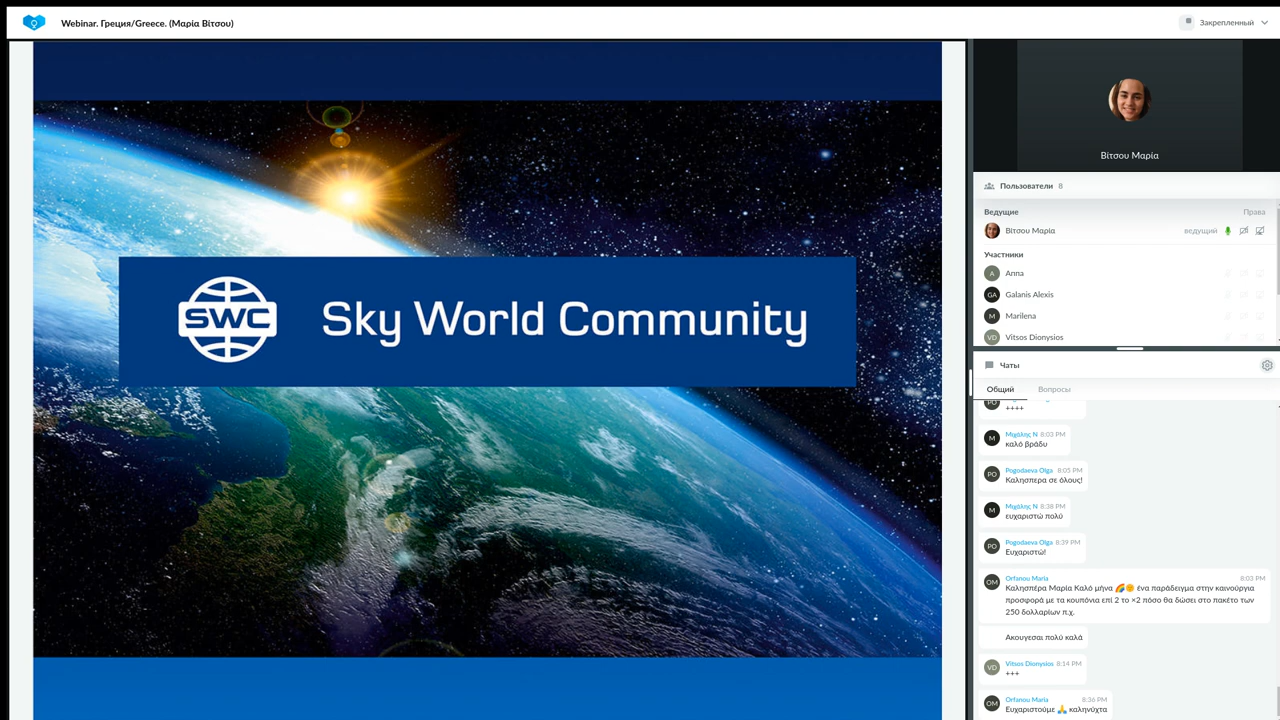 Webinar. Греция/Greece. (Μαρία Βίτσου)
Закрепленный
SWC
Sky World Community
Βίτσου Μαρία
Пользователи 8
Ведущие Права
Βίτσου Μαρία ведущий
Участники
A Anna
GA Galanis Alexis
M Marilena
VD Vitsos Dionysios
Чаты
Общий Вопросы
++++
M Μιχάλης Ν 8:03 PM
καλό βράδυ
PO Pogodaeva Olga 8:05 PM
Καλησπερα σε όλους!
M Μιχάλης Ν 8:38 PM
ευχαριστώ πολύ
PO Pogodaeva Olga 8:39 PM
Ευχαριστώ!
OM Orfanou Maria 8:03 PM
Καλησπέρα Μαρία Καλό μήνα 🌈🌞 ένα παράδειγμα στην καινούργια
προσφορά με τα κουπόνια επί 2 το ×2 πόσο θα δώσει στο πακέτο των
250 δολλαρίων π.χ.
Ακουγεσαι πολύ καλά
VD Vitsos Dionysios 8:14 PM
+++
OM Orfanou Maria 8:36 PM
Ευχαριστούμε 🙏 καληνύχτα